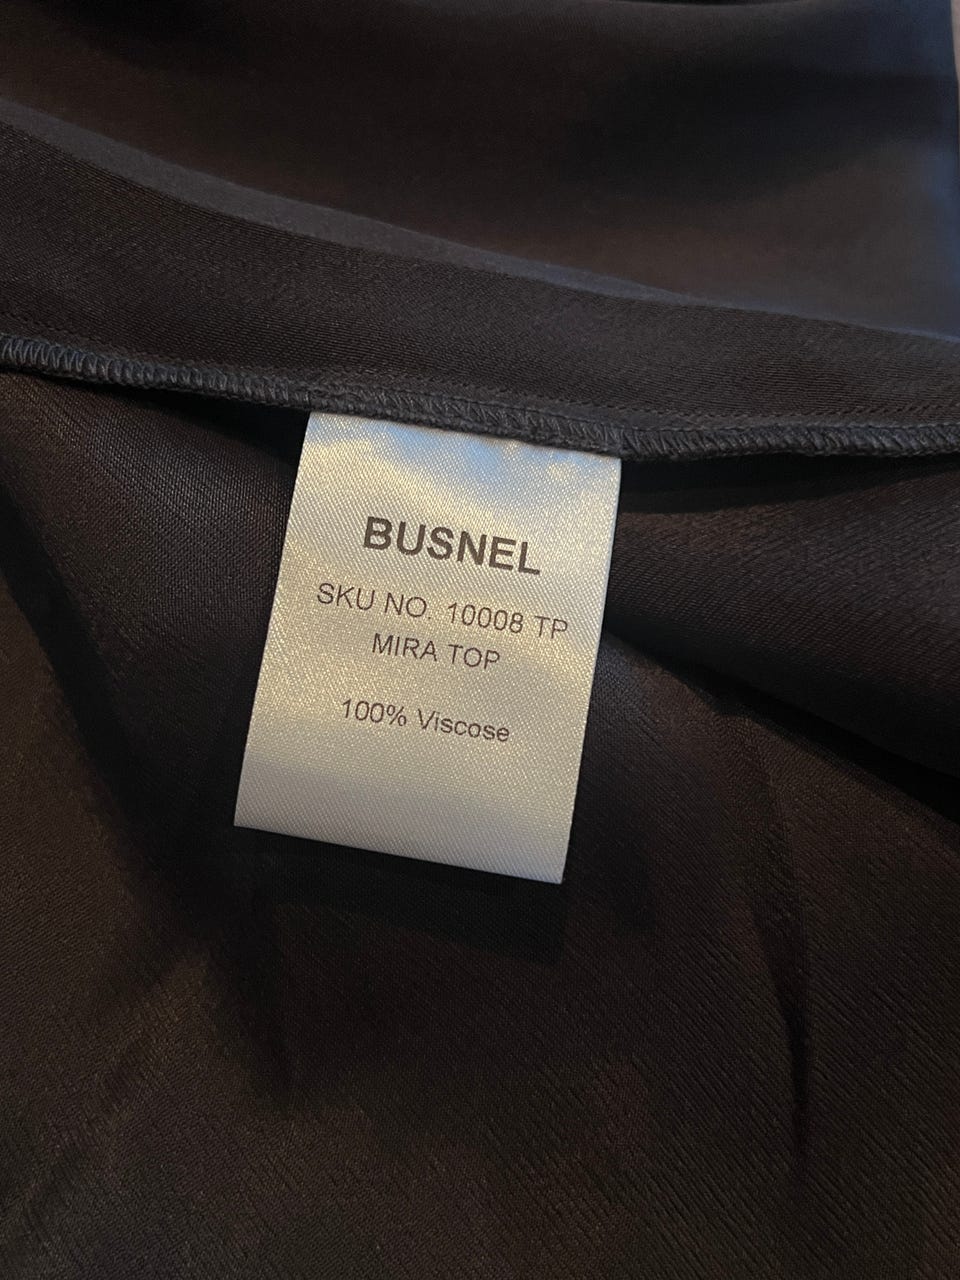 BUSNEL
SKU NO. 10008 TP
MIRA TOP
100% Viscose